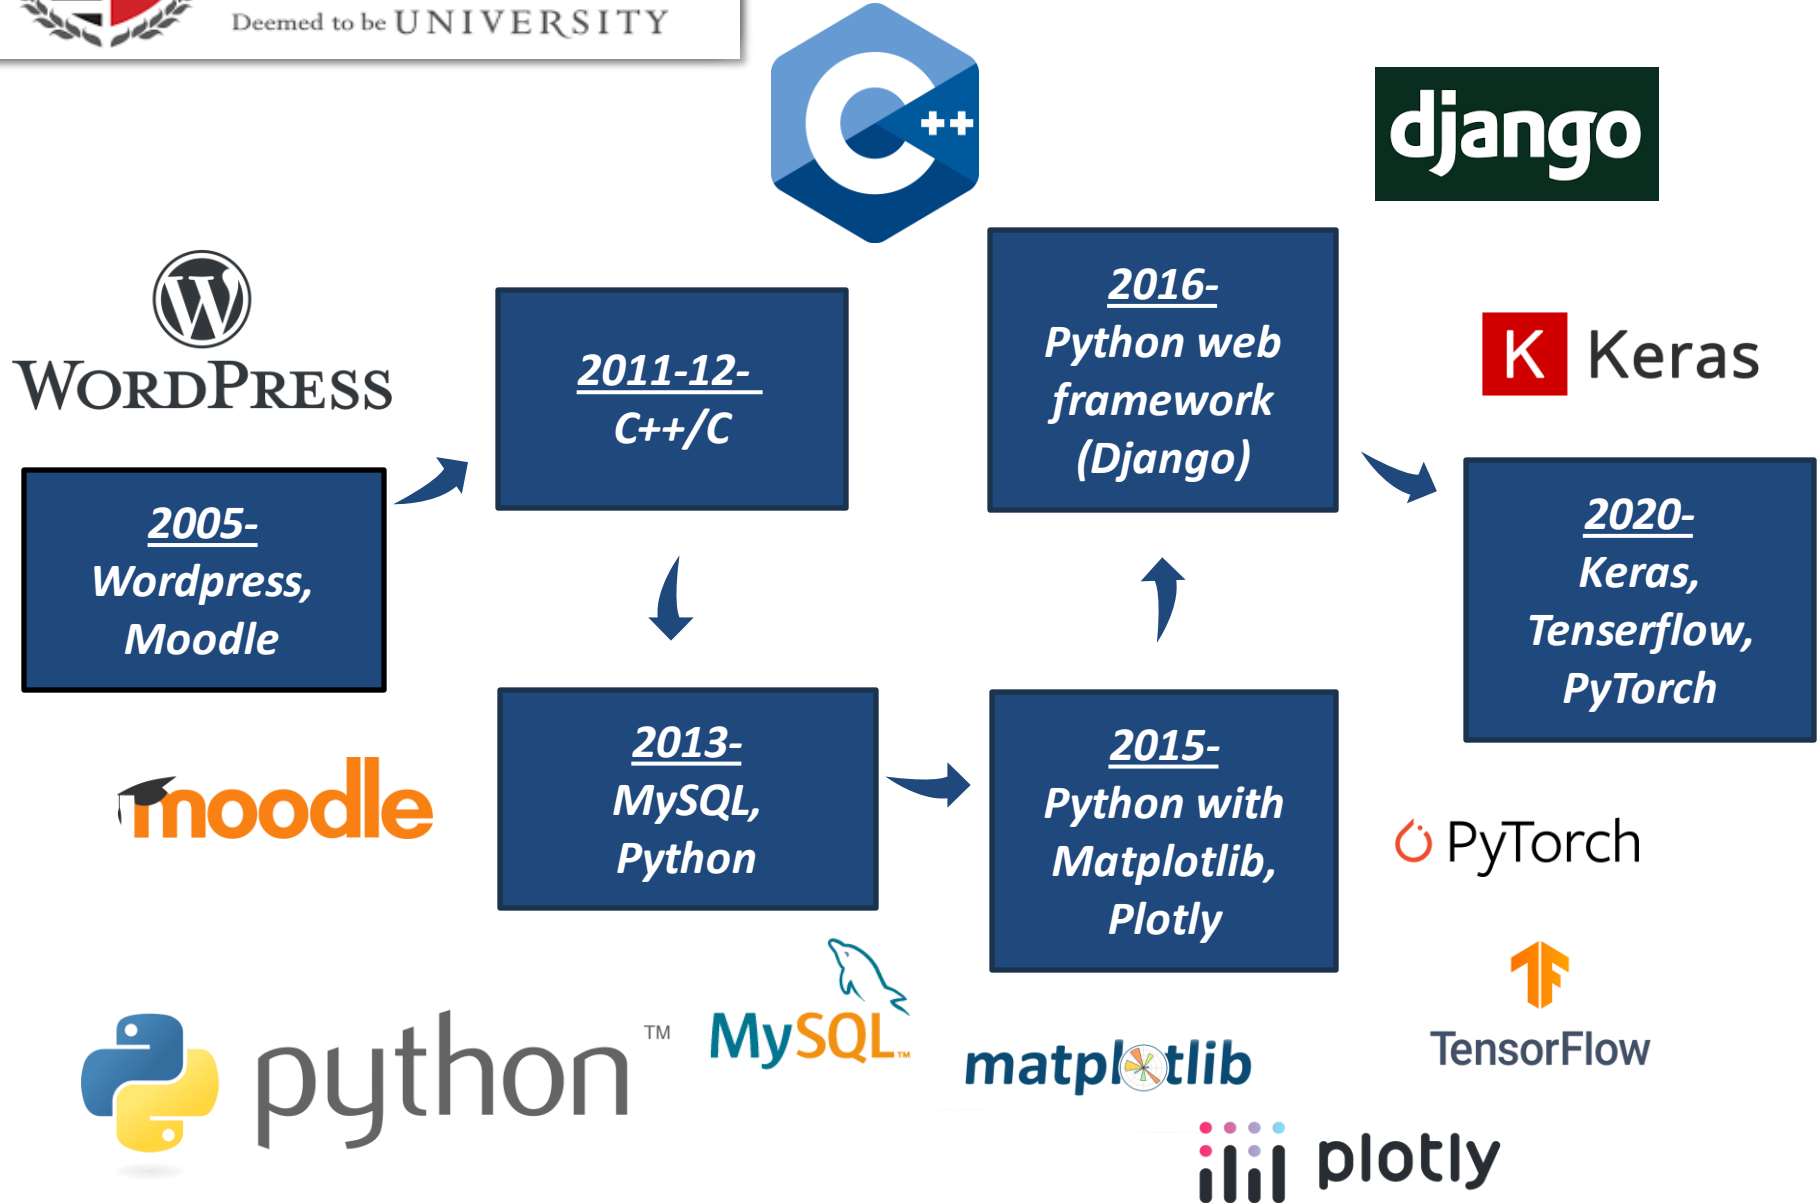 Deemed to be UNIVERSITY
C++
django
WORDPRESS
2005-
Wordpress,
Moodle
2011-12-
C++/C
2016-
Python web
framework
(Django)
K Keras
2020-
Keras,
Tenserflow,
PyTorch
moodle
2013-
MySQL,
Python
2015-
Python with
Matplotlib,
Plotly
PyTorch
python™
MySQL™
matplotlib
TensorFlow
plotly